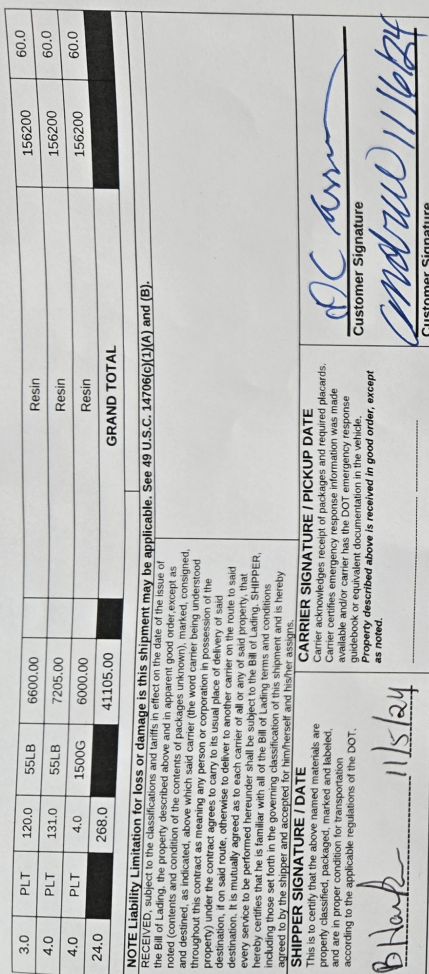 3.0 PLT 120.0 55LB 6600.00 Resin 156200 60.0
4.0 PLT 131.0 55LB 7205.00 Resin 156200 60.0
4.0 PLT 4.0 1500G 6000.00 Resin 156200 60.0
24.0 268.0 41105.00 GRAND TOTAL
NOTE Liability Limitation for loss or damage is this shipment may be applicable. See 49 U.S.C. 14706(c)(1)(A) and (B).
RECEIVED, subject to the classifications and tariffs in effect on the date of the issue of
the Bill of Lading, the property described above and in apparent good order,except as
noted (contents and condition of the contents of packages unknown), marked, consigned,
and destined, as indicated, above which said carrier (the word carrier being understood
throughout this contract as meaning any person or corporation in possession of the
property) under the contract agrees to carry to its usual place of delivery of said
destination, if on said route, otherwise to deliver to another carrier on the route to said
destination. It is mutually agreed as to each carrier of all or any of said property, that
every service to be performed hereunder shall be subject to the Bill of Lading, SHIPPER,
hereby certifies that he is familiar with all of the Bill of Lading terms and conditions
including those set forth in the governing classification of this shipment and is hereby
agreed to by the shipper and accepted for him/herself and his/her assigns.
SHIPPER SIGNATURE / DATE
This is to certify that the above named materials are
properly classified, packaged, marked and labeled,
and are in proper condition for transportation
according to the applicable regulations of the DOT.
11/5/24
CARRIER SIGNATURE / PICKUP DATE
Carrier acknowledges receipt of packages and required placards.
Carrier certifies emergency response information was made
available and/or carrier has the DOT emergency response
guidebook or equivalent documentation in the vehicle.
Property described above is received in good order, except
as noted.
Customer Signature
11/6/24
Customer Signature